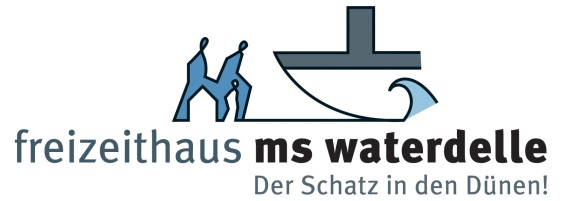 freizeithaus ms waterdelle
Der Schatz in den Dünen!